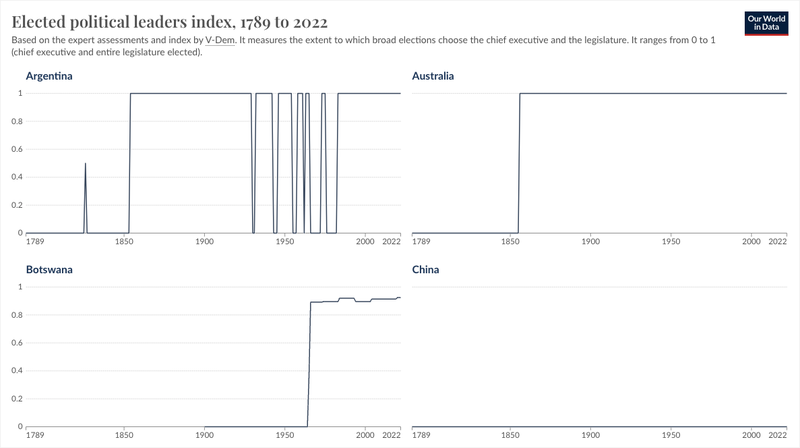 Elected political leaders index, 1789 to 2022
Based on the expert assessments and index by V-Dem. It measures the extent to which broad elections choose the chief executive and the legislature. It ranges from 0 to 1
(chief executive and entire legislature elected).
Our World
in Data
Argentina
1
0.8
0.6
0.4
0.2
0
1789 1850 1900 1950 2000 2022
Australia
1789 1850 1900 1950 2000 2022
Botswana
1
0.8
0.6
0.4
0.2
0
1789 1850 1900 1950 2000 2022
China
1789 1850 1900 1950 2000 2022